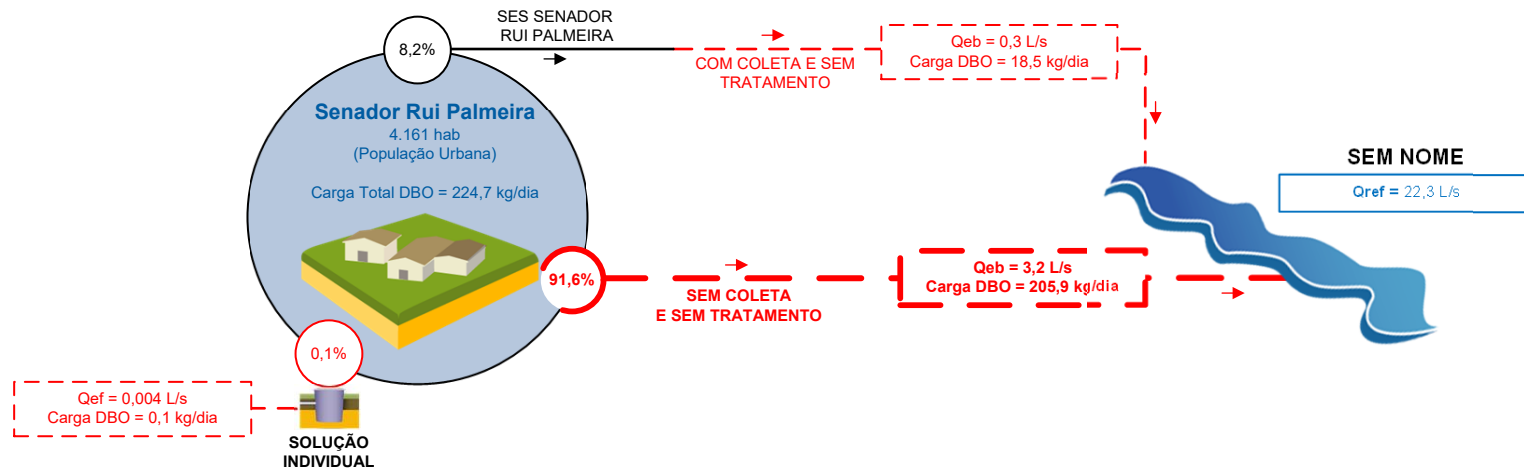 SES SENADOR
RUI PALMEIRA
8,2%
COM COLETA E SEM
TRATAMENTO
Qeb = 0,3 L/s
Carga DBO = 18,5 kg/dia
Senador Rui Palmeira
4.161 hab
(População Urbana)
Carga Total DBO = 224,7 kg/dia
SEM NOME
Qref = 22,3 L/s
91,6%
SEM COLETA
E SEM TRATAMENTO
Qeb = 3,2 L/s
Carga DBO = 205,9 kg/dia
0,1%
Qef = 0,004 L/s
Carga DBO = 0,1 kg/dia
SOLUÇÃO
INDIVIDUAL